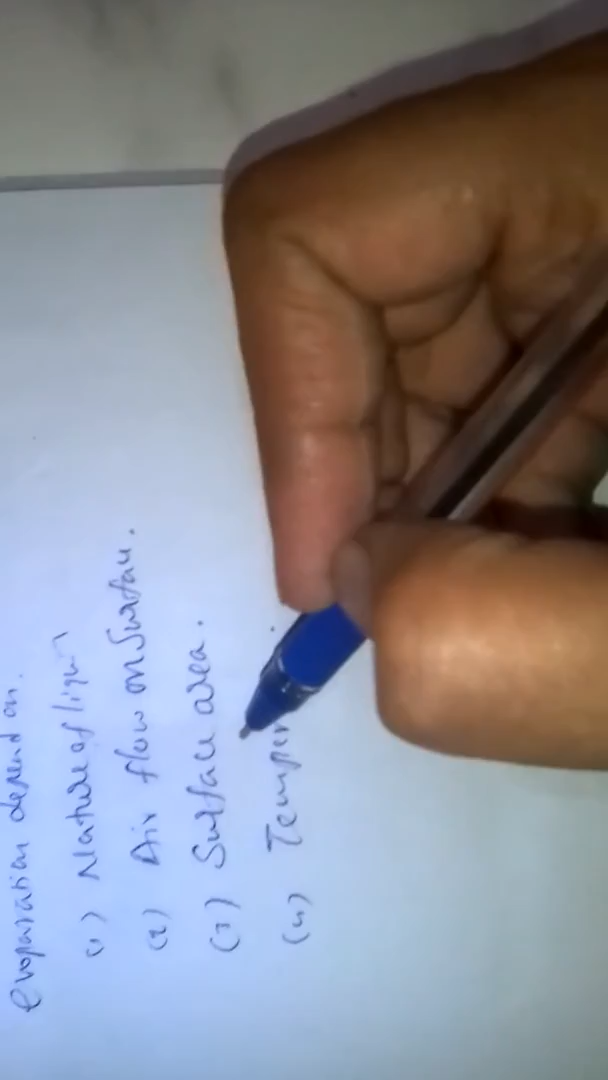 evaporation depend on.
(1) Nature of liqu
(2) Air flow on Surface.
(3) Surface area.
(4) Temper